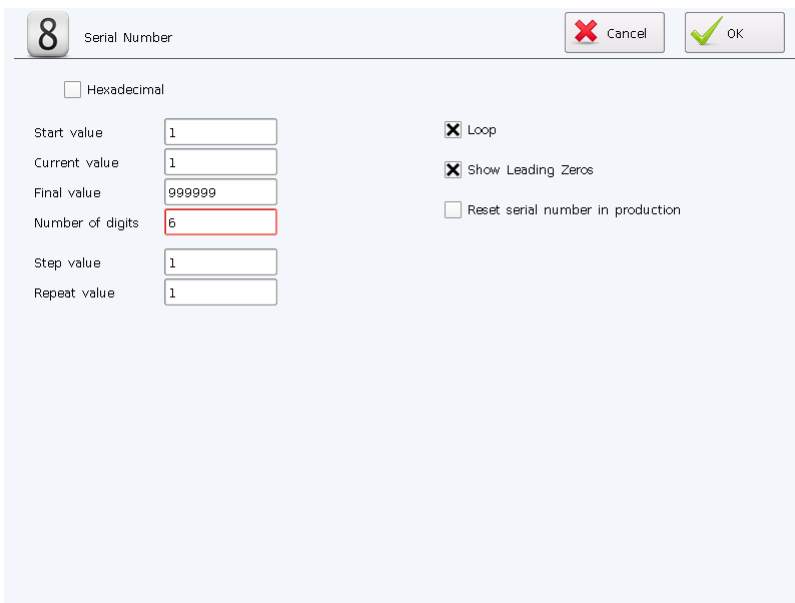 8 Serial Number Cancel OK
Hexadecimal
Start value 1
Current value 1
Final value 999999
Number of digits 6
Step value 1
Repeat value 1
Loop
Show Leading Zeros
Reset serial number in production